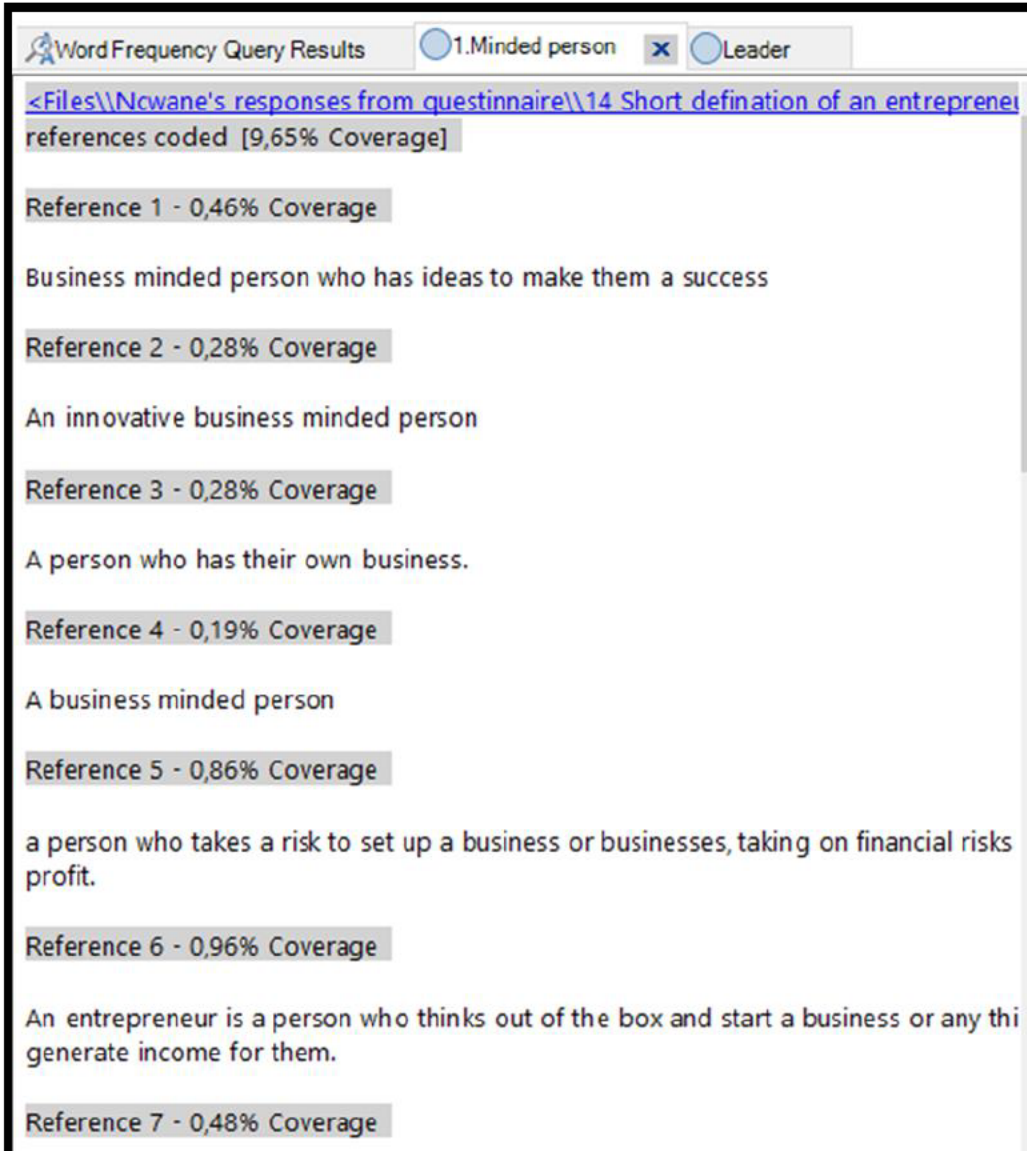 Word Frequency Query Results 1.Minded person x Leader
<Files\\Ncwane's responses from questinnaire\\14 Short defination of an entrepreneu
references coded [9,65% Coverage]
Reference 1 - 0,46% Coverage
Business minded person who has ideas to make them a success
Reference 2 - 0,28% Coverage
An innovative business minded person
Reference 3 - 0,28% Coverage
A person who has their own business.
Reference 4 - 0,19% Coverage
A business minded person
Reference 5 - 0,86% Coverage
a person who takes a risk to set up a business or businesses, taking on financial risks
profit.
Reference 6 - 0,96% Coverage
An entrepreneur is a person who thinks out of the box and start a business or any thi
generate income for them.
Reference 7 - 0,48% Coverage